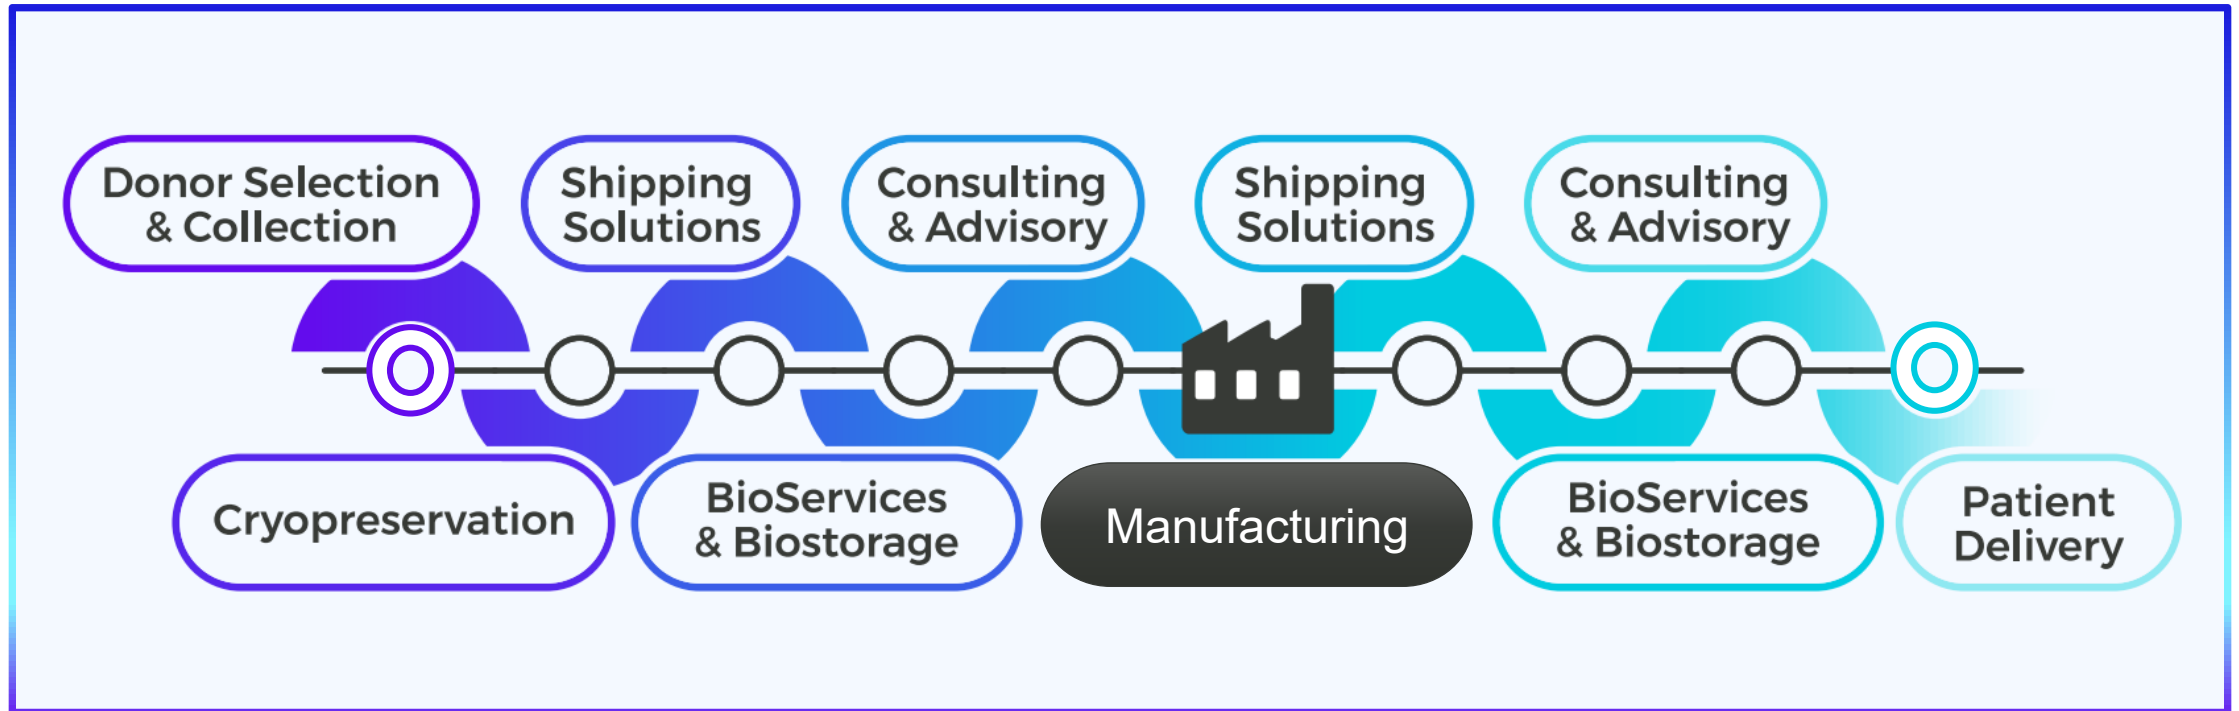 Donor Selection
& Collection
Shipping
Solutions
Consulting
& Advisory
Shipping
Solutions
Consulting
& Advisory
Cryopreservation
BioServices
& Biostorage
Manufacturing
BioServices
& Biostorage
Patient
Delivery